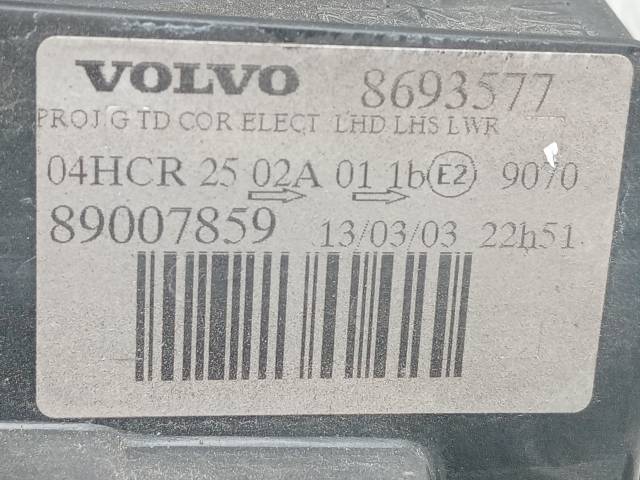 VOLVO 8693577
PROJ G TD COR ELECT LHD LHS LWR
04HCR 25 02A 01 1b E2 9070
89007859 13/03/03 22h51